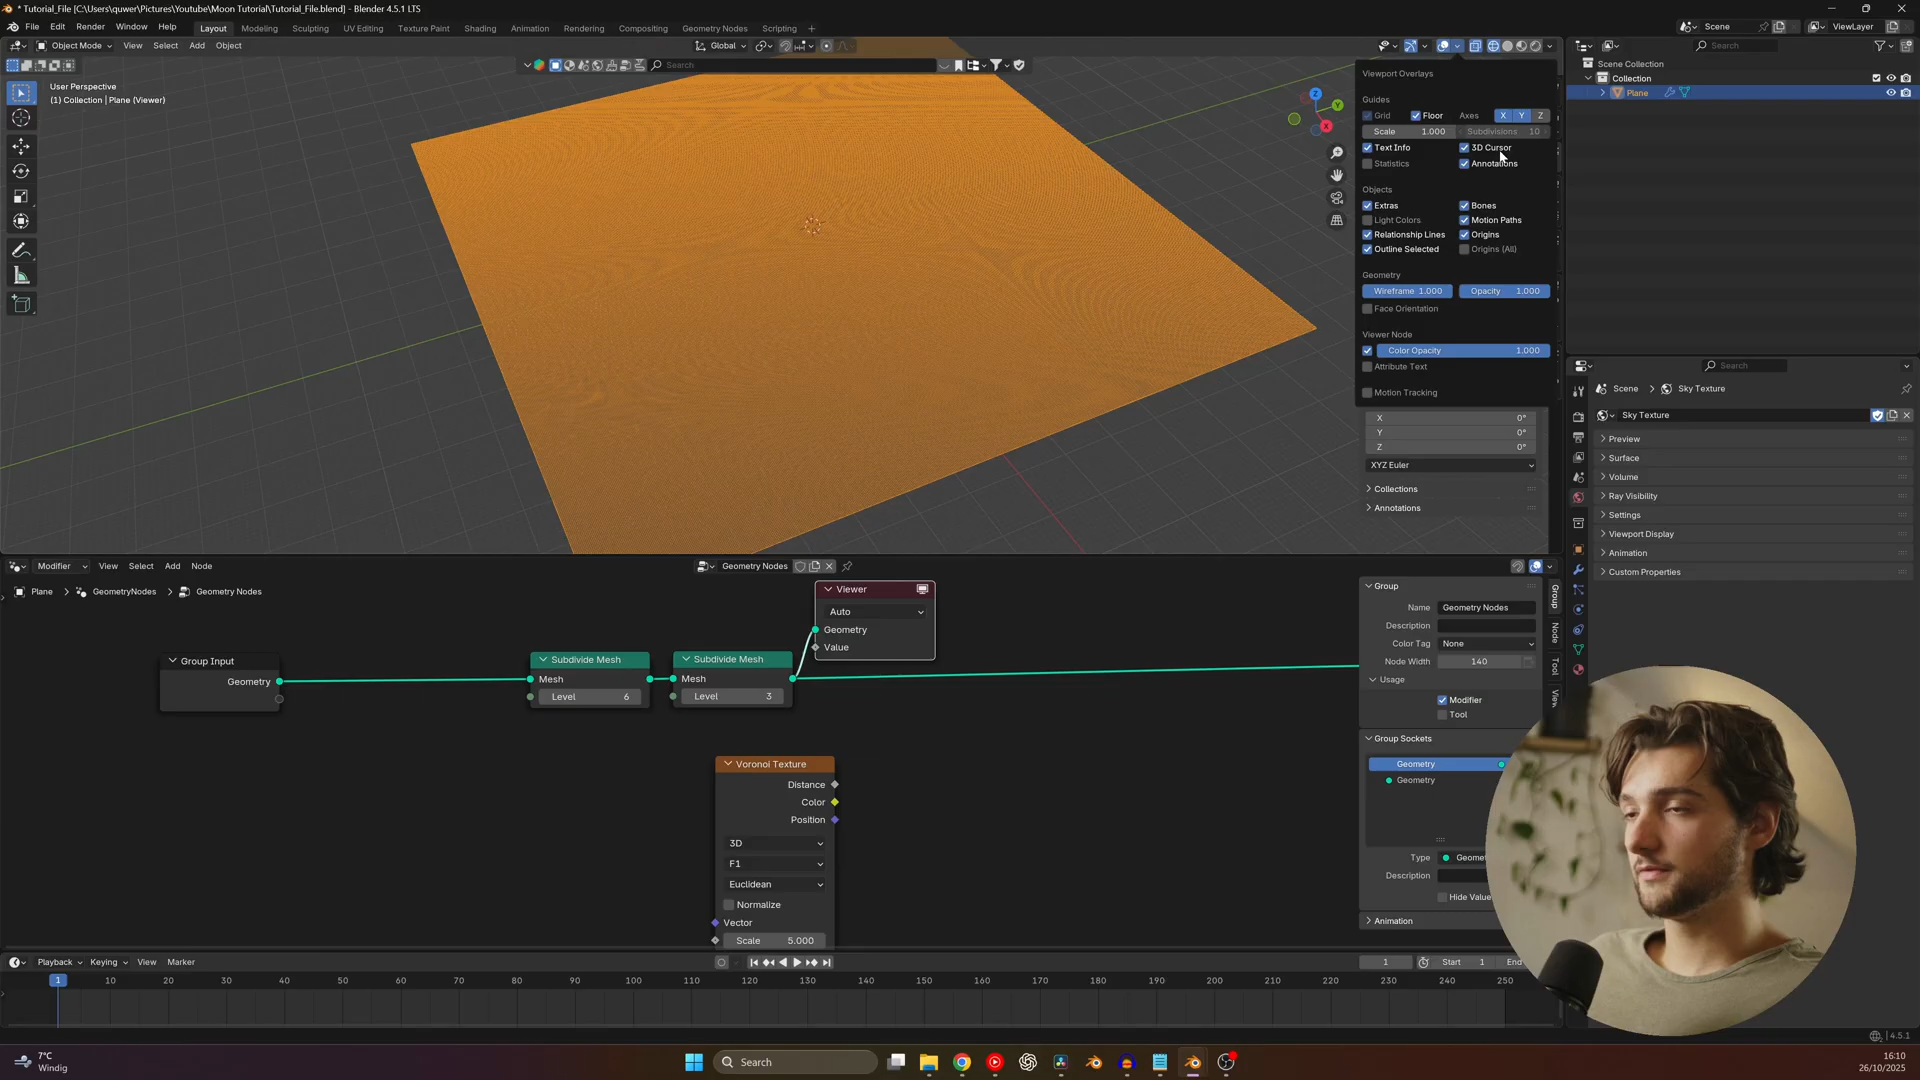 * Tutorial_File [C:\Users\quwer\Pictures\Youtube\Moon Tutorial\Tutorial_File.blend] - Blender 4.5.1 LTS
File Edit Render Window Help Layout Modeling Sculpting UV Editing Texture Paint Shading Animation Rendering Compositing Geometry Nodes Scripting + Scene ViewLayer
Object Mode View Select Add Object Global Search
Search
User Perspective
(1) Collection | Plane (Viewer)
Z
Y
X
Viewport Overlays
Guides
Grid Floor Axes X Y Z
Scale 1.000 Subdivisions 10
Text Info 3D Cursor
Statistics Annotations
Objects
Extras Bones
Light Colors Motion Paths
Relationship Lines Origins
Outline Selected Origins (All)
Geometry
Wireframe 1.000 Opacity 1.000
Face Orientation
Viewer Node
Color Opacity 1.000
Attribute Text
Motion Tracking
X 0°
Y 0°
Z 0°
XYZ Euler
Collections
Annotations
Scene Collection
Collection
Plane
Search
Scene Sky Texture
Sky Texture
Preview
Surface
Volume
Ray Visibility
Settings
Viewport Display
Animation
Custom Properties
Modifier View Select Add Node Geometry Nodes
Plane GeometryNodes Geometry Nodes
Group Input
Geometry
Subdivide Mesh
Mesh
Level 6
Subdivide Mesh
Mesh
Level 3
Viewer
Auto
Geometry
Value
Voronoi Texture
Distance
Color
Position
3D
F1
Euclidean
Normalize
Vector
Scale 5.000
Group
Name Geometry Nodes
Description
Color Tag None
Node Width 140
Usage
Modifier
Tool
Group Sockets
Geometry
Geometry
Type
Description
Hide Value
Animation
Group
Node
Tool
Playback Keying View Marker 1 Start 1 End
1 10 20 30 40 50 60 70 80 90 100 110 120 130 140 150 160 170 180 190 200 210 220 230 240 250
4.5.1
7°C
Windig
Search
16:10
26/10/2025